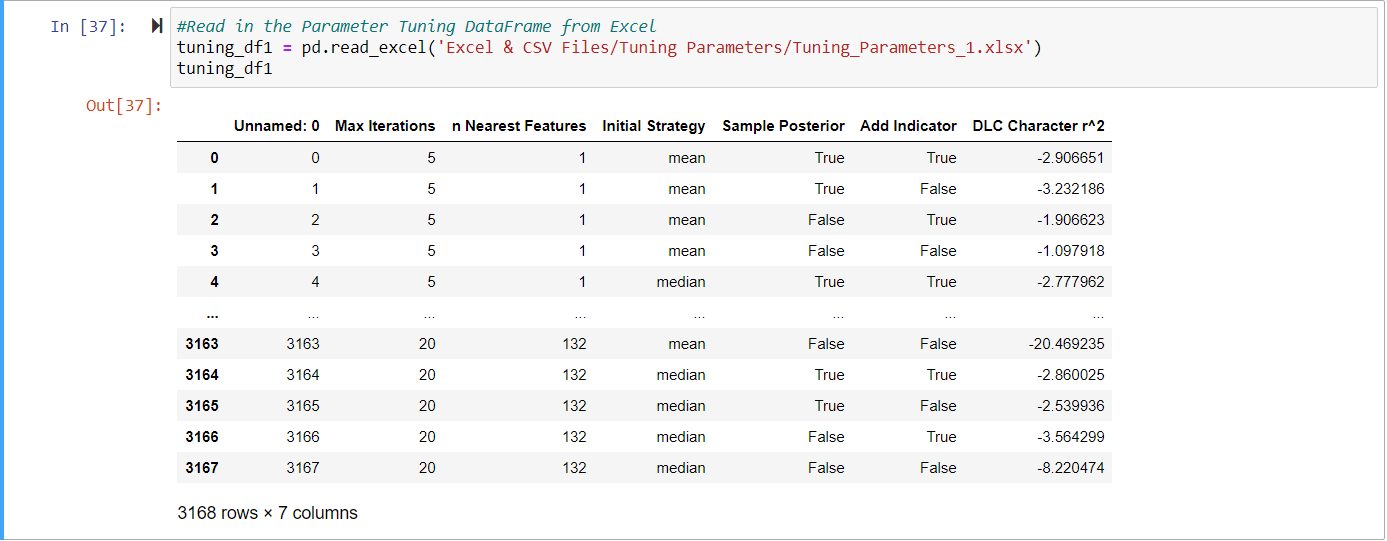 In [37]:
#Read in the Parameter Tuning DataFrame from Excel
tuning_df1 = pd.read_excel('Excel & CSV Files/Tuning Parameters/Tuning_Parameters_1.xlsx')
tuning_df1
Out[37]:
Unnamed: 0 Max Iterations n Nearest Features Initial Strategy Sample Posterior Add Indicator DLC Character r^2
0 0 5 1 mean True True -2.906651
1 1 5 1 mean True False -3.232186
2 2 5 1 mean False True -1.906623
3 3 5 1 mean False False -1.097918
4 4 5 1 median True True -2.777962
... ... ... ... ... ... ... ...
3163 3163 20 132 mean False False -20.469235
3164 3164 20 132 median True True -2.860025
3165 3165 20 132 median True False -2.539936
3166 3166 20 132 median False True -3.564299
3167 3167 20 132 median False False -8.220474
3168 rows × 7 columns